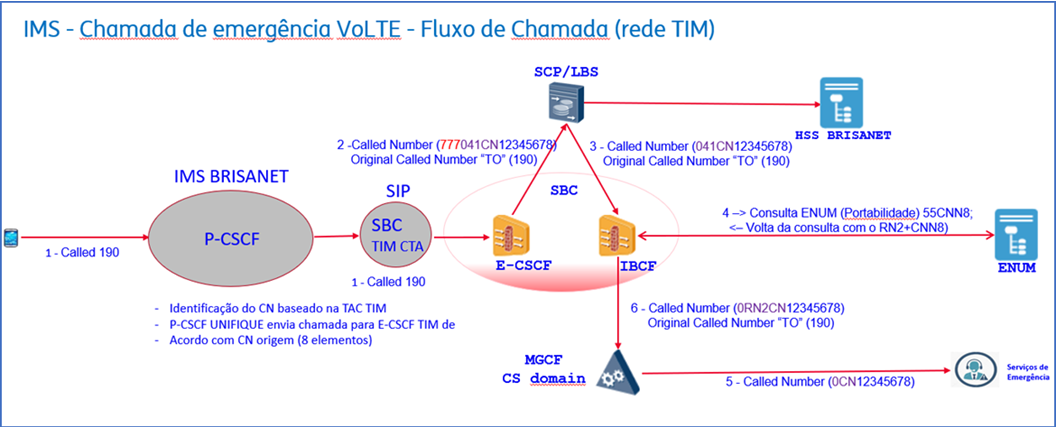 IMS - Chamada de emergência VoLTE - Fluxo de Chamada (rede TIM)
SCP/LBS
HSS BRISANET
2 -Called Number (777041CN12345678)
Original Called Number “TO” (190)
3 - Called Number (041CN12345678)
Original Called Number “TO” (190)
IMS BRISANET
SIP
SBC
P-CSCF
SBC
TIM CTA
4 –> Consulta ENUM (Portabilidade) 55CNN8;
<– Volta da consulta com o RN2+CNN8)
1 - Called 190
E-CSCF
IBCF
ENUM
1 - Called 190
- Identificação do CN baseado na TAC TIM
- P-CSCF UNIFIQUE envia chamada para E-CSCF TIM de
- Acordo com CN origem (8 elementos)
6 - Called Number (0RN2CN12345678)
Original Called Number “TO” (190)
MGCF
CS domain
5 - Called Number (0CN12345678)
Serviços de
Emergência